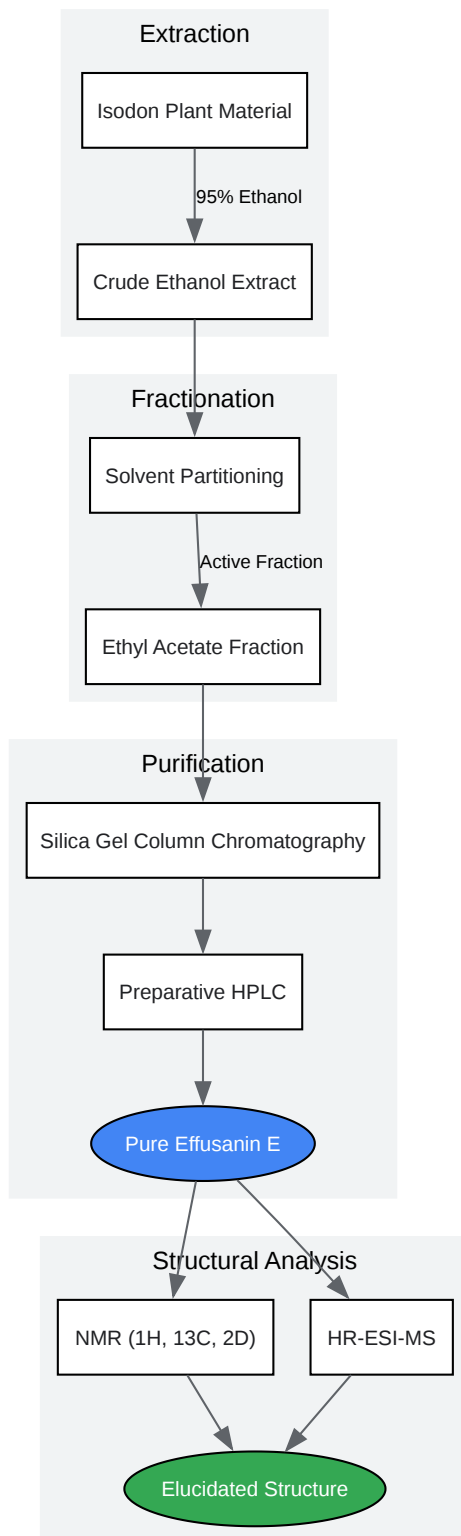 Extraction
Isodon Plant Material
95% Ethanol
Crude Ethanol Extract
Fractionation
Solvent Partitioning
Active Fraction
Ethyl Acetate Fraction
Purification
Silica Gel Column Chromatography
Preparative HPLC
Pure Effusanin E
Structural Analysis
NMR (1H, 13C, 2D)
HR-ESI-MS
Elucidated Structure